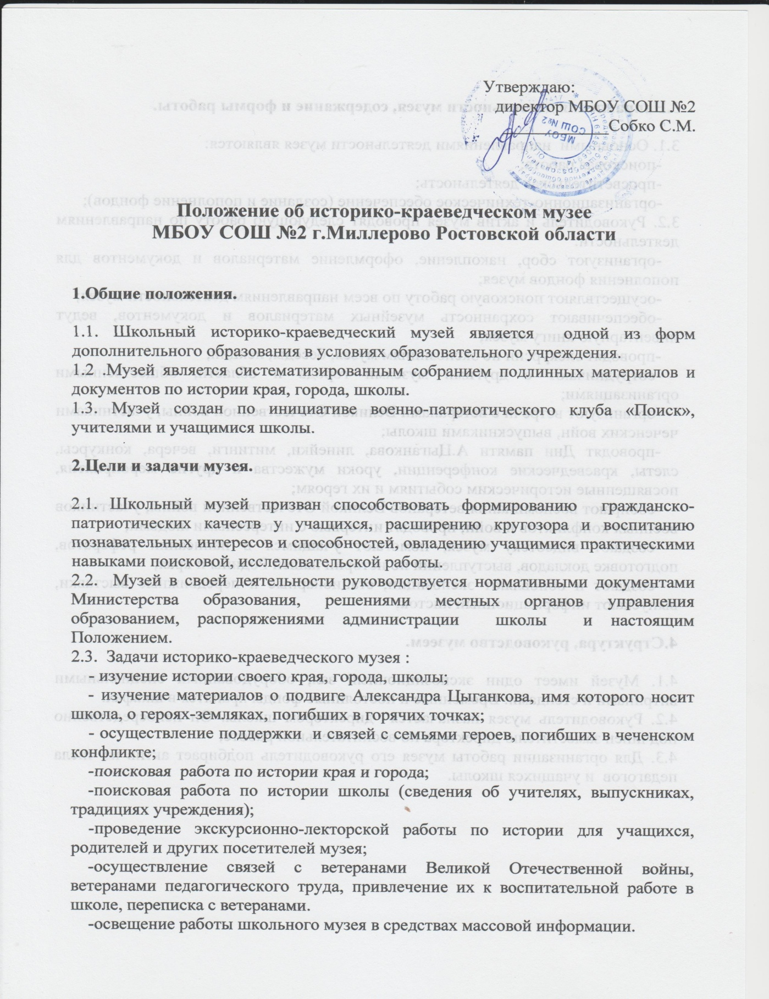 Утверждаю:
директор МБОУ СОШ №2
Собко С.М.
МБОУ
СОШ №2
Положение об историко-краеведческом музее
МБОУ СОШ №2 г.Миллерово Ростовской области
1.Общие положения.
1.1. Школьный историко-краеведческий музей является одной из форм
дополнительного образования в условиях образовательного учреждения.
1.2 .Музей является систематизированным собранием подлинных материалов и
документов по истории края, города, школы.
1.3. Музей создан по инициативе военно-патриотического клуба «Поиск»,
учителями и учащимися школы.
2.Цели и задачи музея.
2.1. Школьный музей призван способствовать формированию гражданско-
патриотических качеств у учащихся, расширению кругозора и воспитанию
познавательных интересов и способностей, овладению учащимися практическими
навыками поисковой, исследовательской работы.
2.2. Музей в своей деятельности руководствуется нормативными документами
Министерства образования, решениями местных органов управления
образованием, распоряжениями администрации школы и настоящим
Положением.
2.3. Задачи историко-краеведческого музея :
- изучение истории своего края, города, школы;
- изучение материалов о подвиге Александра Цыганкова, имя которого носит
школа, о героях-земляках, погибших в горячих точках;
- осуществление поддержки и связей с семьями героев, погибших в чеченском
конфликте;
-поисковая работа по истории края и города;
-поисковая работа по истории школы (сведения об учителях, выпускниках,
традициях учреждения);
-проведение экскурсионно-лекторской работы по истории для учащихся,
родителей и других посетителей музея;
-осуществление связей с ветеранами Великой Отечественной войны,
ветеранами педагогического труда, привлечение их к воспитательной работе в
школе, переписка с ветеранами.
-освещение работы школьного музея в средствах массовой информации.